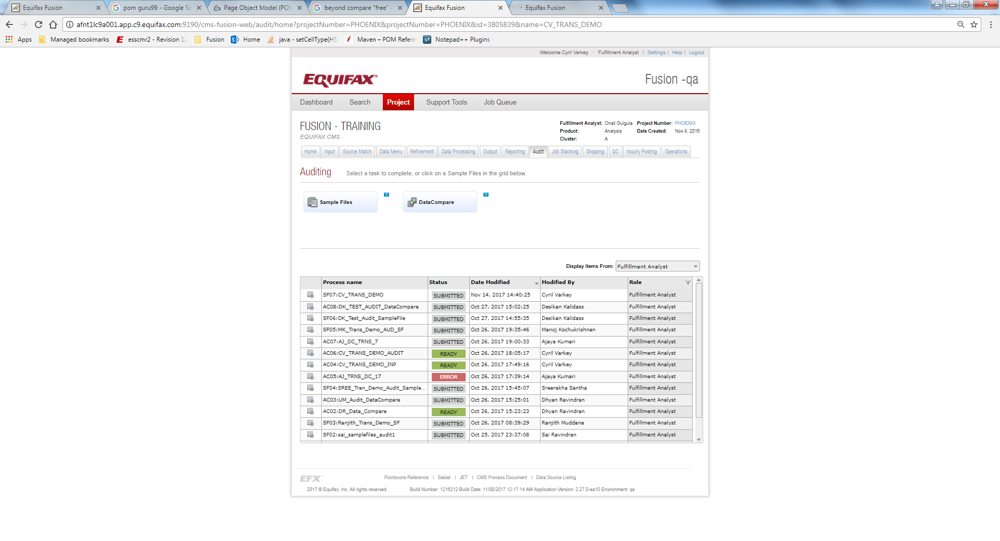 Equifax Fusion
pom guru99 - Google Se
Page Object Model (POM
beyond compare "free" -
Equifax Fusion
Equifax Fusion
afnt1lc9a001.app.c9.equifax.com:9190/cms-fusion-web/audit/home?projectNumber=PHOENIX&projectNumber=PHOENIX&id=3805839&name=CV_TRANS_DEMO
Apps Managed bookmarks esscmr2 - Revision 12 Fusion Home java - setCellType(HS Maven – POM Refere Notepad++ Plugins -
Welcome Cyril Varkey - Fulfillment Analyst | Settings | Help | Logout
EQUIFAX
Fusion -qa
Dashboard Search Project Support Tools Job Queue
FUSION - TRAINING
EQUIFAX CMS
Fulfillment Analyst: Onali Gulgula Project Number: PHOENIX
Product: Analysis Date Created: Nov 9, 2016
Cluster: A
Home Input Source Match Data Menu Refinement Data Processing Output Reporting Audit Job Stacking Shipping QC Inquiry Posting Operations
Auditing Select a task to complete, or click on a Sample Files in the grid below.
Sample Files ? DataCompare ?
Display Items From: Fulfillment Analyst
Process name Status Date Modified Modified By Role
SF07:CV_TRANS_DEMO SUBMITTED Nov 14, 2017 14:40:25 Cyril Varkey Fulfillment Analyst
AC08:DK_TEST_AUDIT_DataCompare SUBMITTED Oct 27, 2017 15:02:25 Desikan Kalidass Fulfillment Analyst
SF06:DK_Test_Audit_SampleFile SUBMITTED Oct 27, 2017 14:55:35 Desikan Kalidass Fulfillment Analyst
SF05:MK_Trans_Demo_AUD_SF SUBMITTED Oct 26, 2017 19:35:46 Manoj Kochukrishnan Fulfillment Analyst
AC07:AJ_DC_TRNS_7 SUBMITTED Oct 26, 2017 19:00:33 Ajaya Kumari Fulfillment Analyst
AC06:CV_TRANS_DEMO_AUDIT READY Oct 26, 2017 18:05:17 Cyril Varkey Fulfillment Analyst
AC04:CV_TRANS_DEMO_INP READY Oct 26, 2017 17:49:16 Cyril Varkey Fulfillment Analyst
AC05:AJ_TRNS_DC_17 ERROR Oct 26, 2017 17:39:14 Ajaya Kumari Fulfillment Analyst
SF04:SREE_Tran_Demo_Audit_Sample... SUBMITTED Oct 26, 2017 15:45:07 Sreerekha Santha Fulfillment Analyst
AC03:UM_Audit_DataCompare SUBMITTED Oct 26, 2017 15:25:01 Dhyan Ravindran Fulfillment Analyst
AC02:DR_Data_Compare READY Oct 26, 2017 15:23:23 Dhyan Ravindran Fulfillment Analyst
SF03:Ranjith_Trans_Demo_SF SUBMITTED Oct 26, 2017 08:39:29 Ranjith Muddana Fulfillment Analyst
SF02:sai_samplefiles_audit1 SUBMITTED Oct 25, 2017 23:37:08 Sai Ravindran Fulfillment Analyst
EFX Pointscore Reference | Siebel | JET | CMS Process Document | Data Source Listing
2017 © Equifax, Inc. All rights reserved. Build Number: 1216212 Build Date: 11/08/2017 12:17:14 AM Application Version: 2.27.0-ea10 Environment: qa